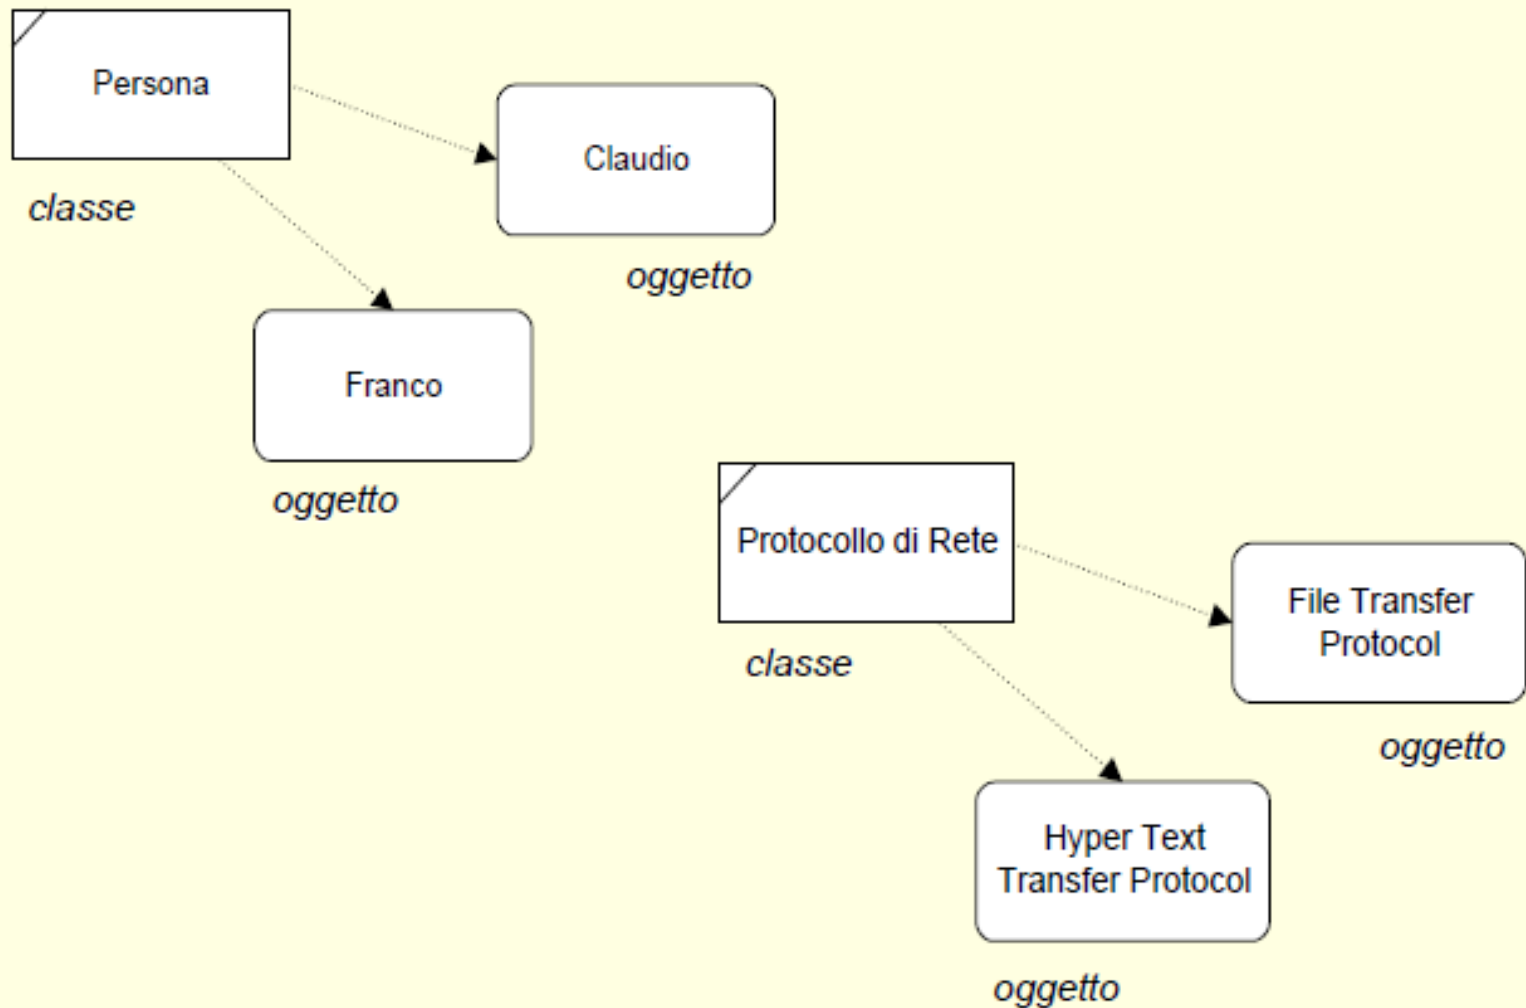 Persona
classe
Claudio
oggetto
Franco
oggetto
Protocollo di Rete
classe
File Transfer
Protocol
oggetto
Hyper Text
Transfer Protocol
oggetto